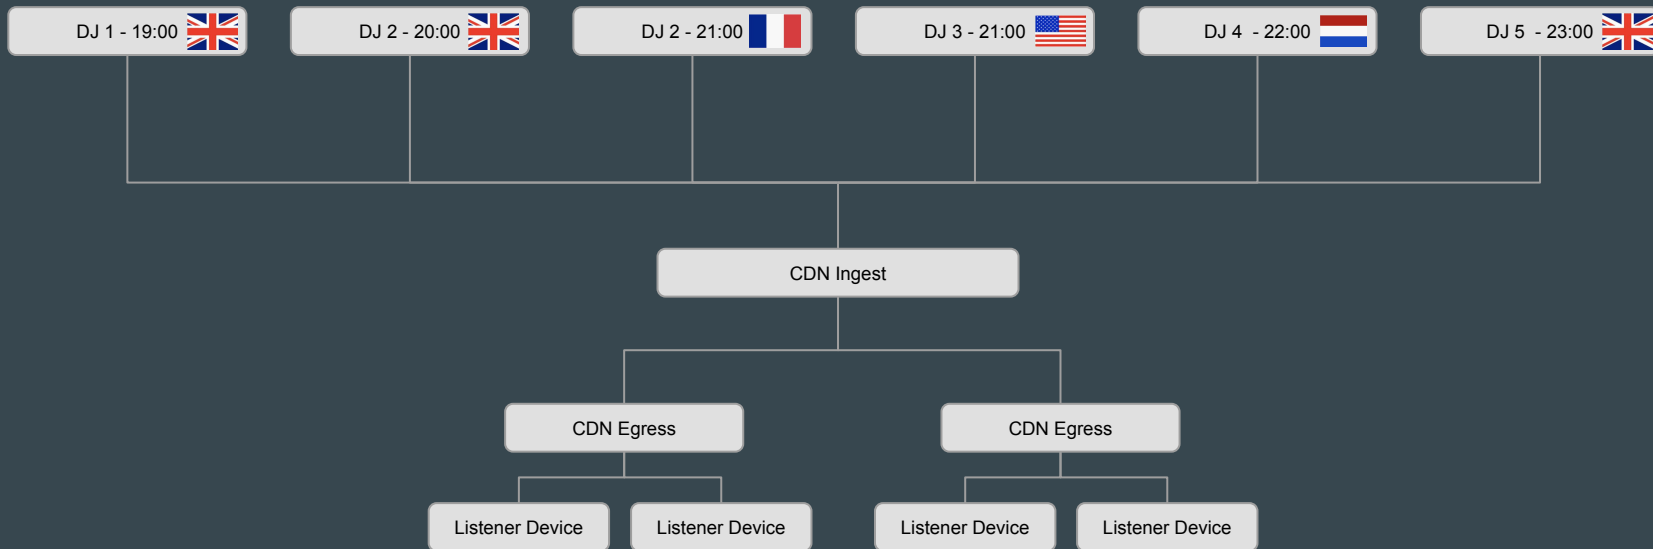 DJ 1 - 19:00
DJ 2 - 20:00
DJ 2 - 21:00
DJ 3 - 21:00
DJ 4  - 22:00
DJ 5  - 23:00
CDN Ingest
CDN Egress
CDN Egress
Listener Device
Listener Device
Listener Device
Listener Device